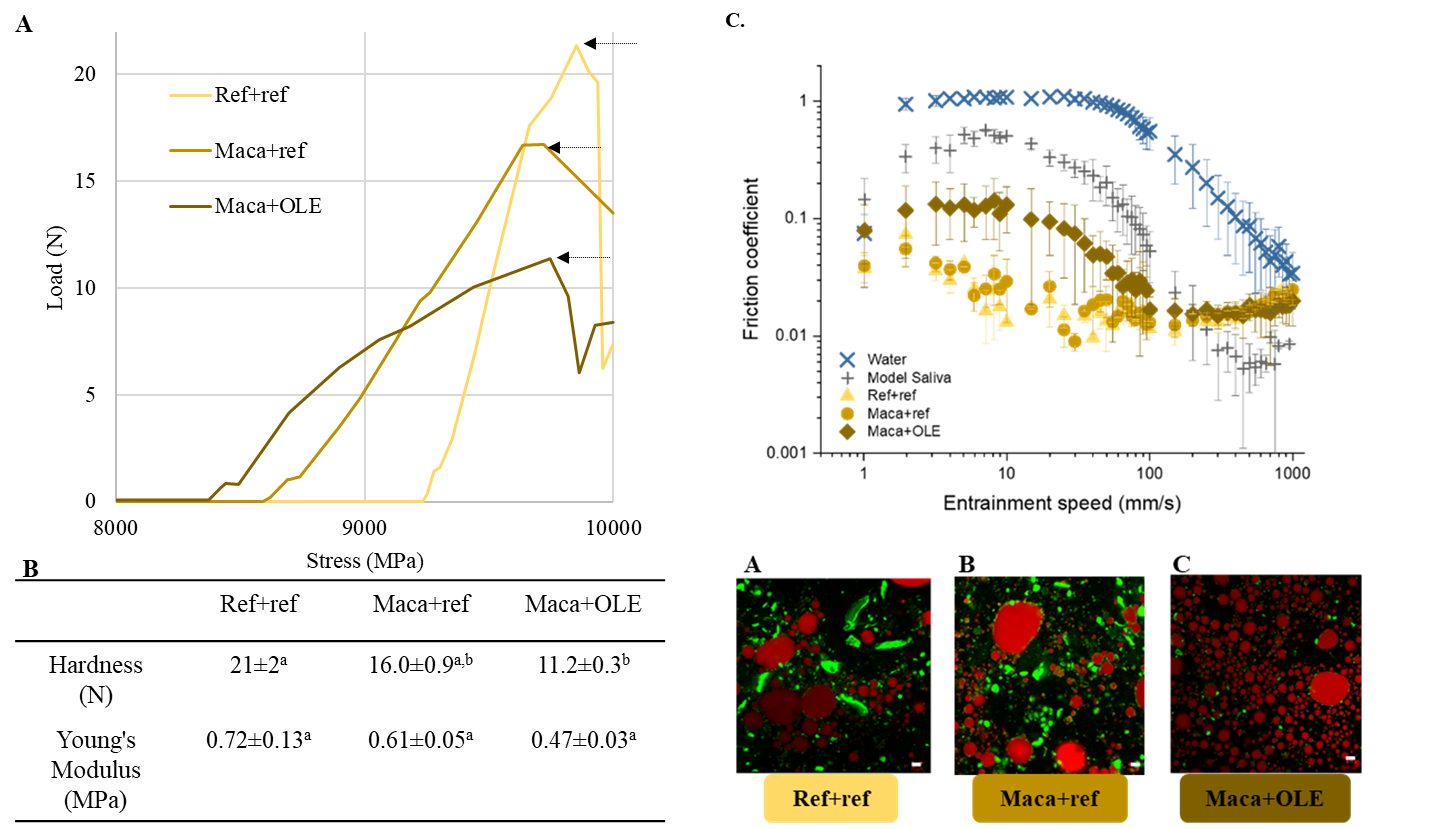 A
20
15
10
5
0
Load (N)
Ref+ref
Maca+ref
Maca+OLE
8000 9000 10000
Stress (MPa)
B
Ref+ref Maca+ref Maca+OLE
Hardness
(N)
21±2ᵃ 16.0±0.9ᵃ,ᵇ 11.2±0.3ᵇ
Young's
Modulus
(MPa)
0.72±0.13ᵃ 0.61±0.05ᵃ 0.47±0.03ᵃ
C.
1
0.1
0.01
0.001
Friction coefficient
Water
Model Saliva
Ref+ref
Maca+ref
Maca+OLE
1 10 100 1000
Entrainment speed (mm/s)
A B C
Ref+ref Maca+ref Maca+OLE